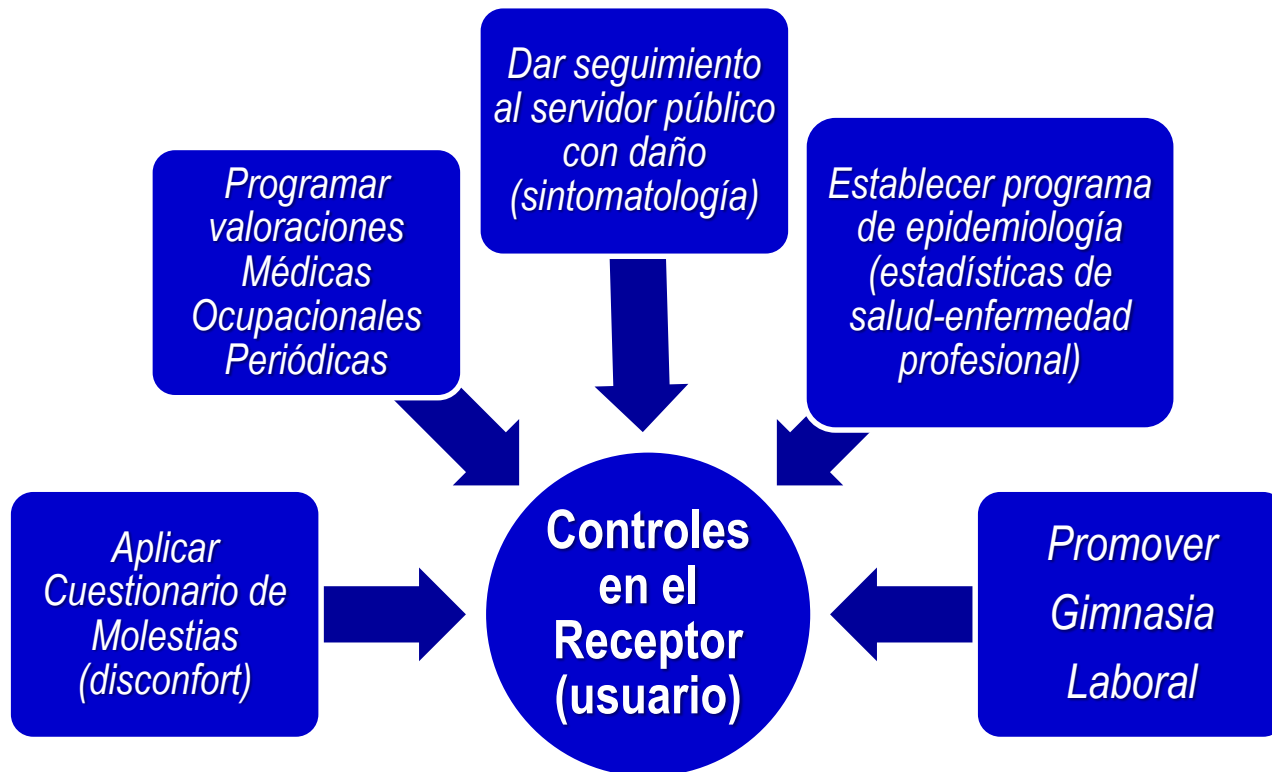 Dar seguimiento
al servidor público
con daño
(sintomatología)
Programar
valoraciones
Médicas
Ocupacionales
Periódicas
Establecer programa
de epidemiología
(estadísticas de
salud-enfermedad
profesional)
Aplicar
Cuestionario de
Molestias
(disconfort)
Controles
en el
Receptor
(usuario)
Promover
Gimnasia
Laboral